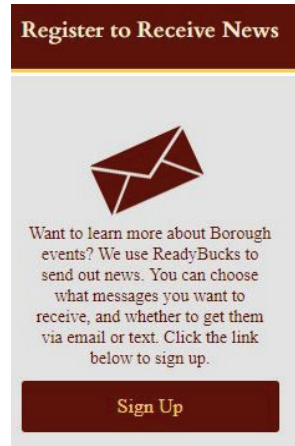 Register to Receive News
Want to learn more about Borough
events? We use ReadyBucks to
send out news. You can choose
what messages you want to
receive, and whether to get them
via email or text. Click the link
below to sign up.
Sign Up